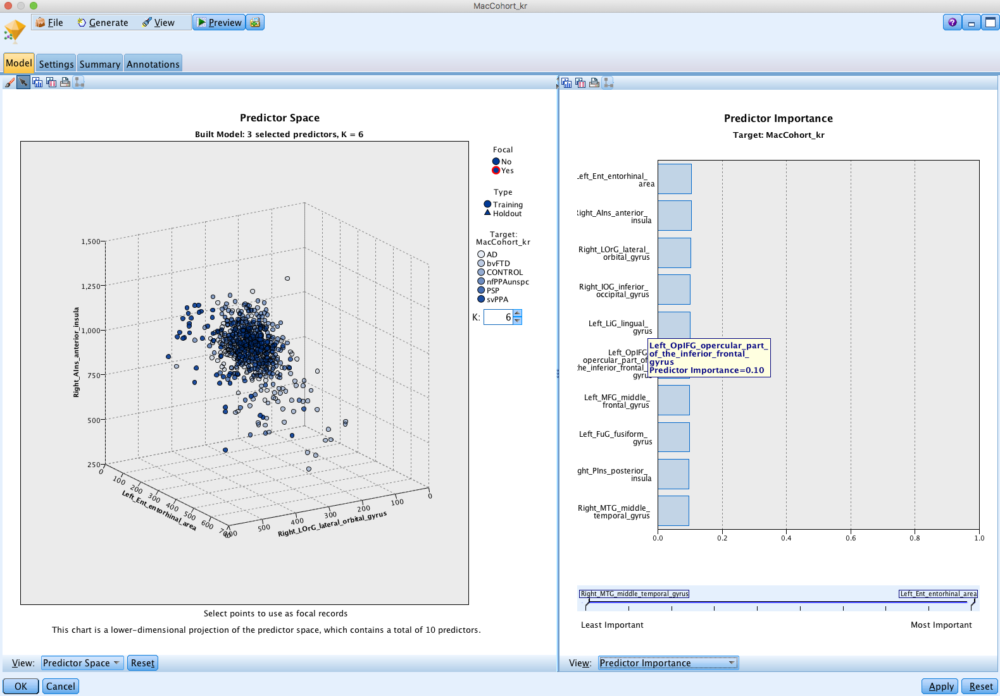 MacCohort_kr
File
Generate
View
Preview
Model
Settings
Summary
Annotations
Predictor Space
Built Model: 3 selected predictors, K = 6
1,500
1,250
1,000
750
500
250
Right_AIns_anterior_insula
0
100
200
300
400
500
600
700
Left_Ent_entorhinal_area
600
500
400
300
200
100
0
Right_LOrG_lateral_orbital_gyrus
Focal
No
Yes
Type
Training
Holdout
Target:
MacCohort_kr
AD
bvFTD
CONTROL
nfPPAunspc
PSP
svPPA
K: 6
Select points to use as focal records
This chart is a lower-dimensional projection of the predictor space, which contains a total of 10 predictors.
View: Predictor Space Reset
Predictor Importance
Target: MacCohort_kr
Left_Ent_entorhinal_
area
Right_AIns_anterior_
insula
Right_LOrG_lateral_
orbital_gyrus
Right_IOG_inferior_
occipital_gyrus
Left_LiG_lingual_
gyrus
Left_OpIFG
opercular_part_of
the_inferior_frontal_
gyrus
Left_OpIFG_opercular_part_
of_the_inferior_frontal_
gyrus
Predictor Importance=0.10
Left_MFG_middle_
frontal_gyrus
Left_FuG_fusiform_
gyrus
ght_PIns_posterior_
insula
Right_MTG_middle_
temporal_gyrus
0.0 0.2 0.4 0.6 0.8 1.0
Right_MTG_middle_temporal_gyrus
Left_Ent_entorhinal_area
Least Important
Most Important
View: Predictor Importance
OK
Cancel
Apply
Reset